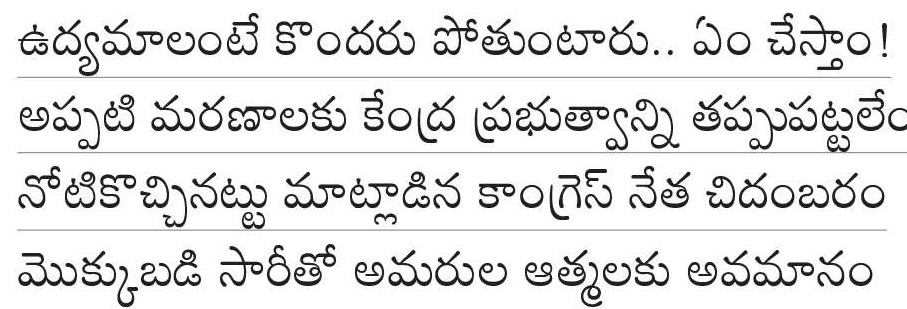 ఉద్యమాలంటే కొందరు పోతుంటారు.. ఏం చేస్తాం!
అప్పటి మరణాలకు కేంద్ర ప్రభుత్వాన్ని తప్పుపట్టలేం
నోటికొచ్చినట్టు మాట్లాడిన కాంగ్రెస్ నేత చిదంబరం
మొక్కుబడి సారీతో అమరుల ఆత్మలకు అవమానం